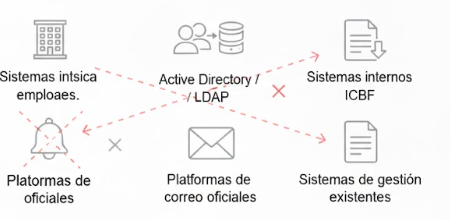 Sistemas intsica
emploaes.
Active Directory /
/ LDAP
Sistemas internos
ICBF
Platormas de
oficiales
Platformas de
correo oficiales
Sistemas de gestión
existentes